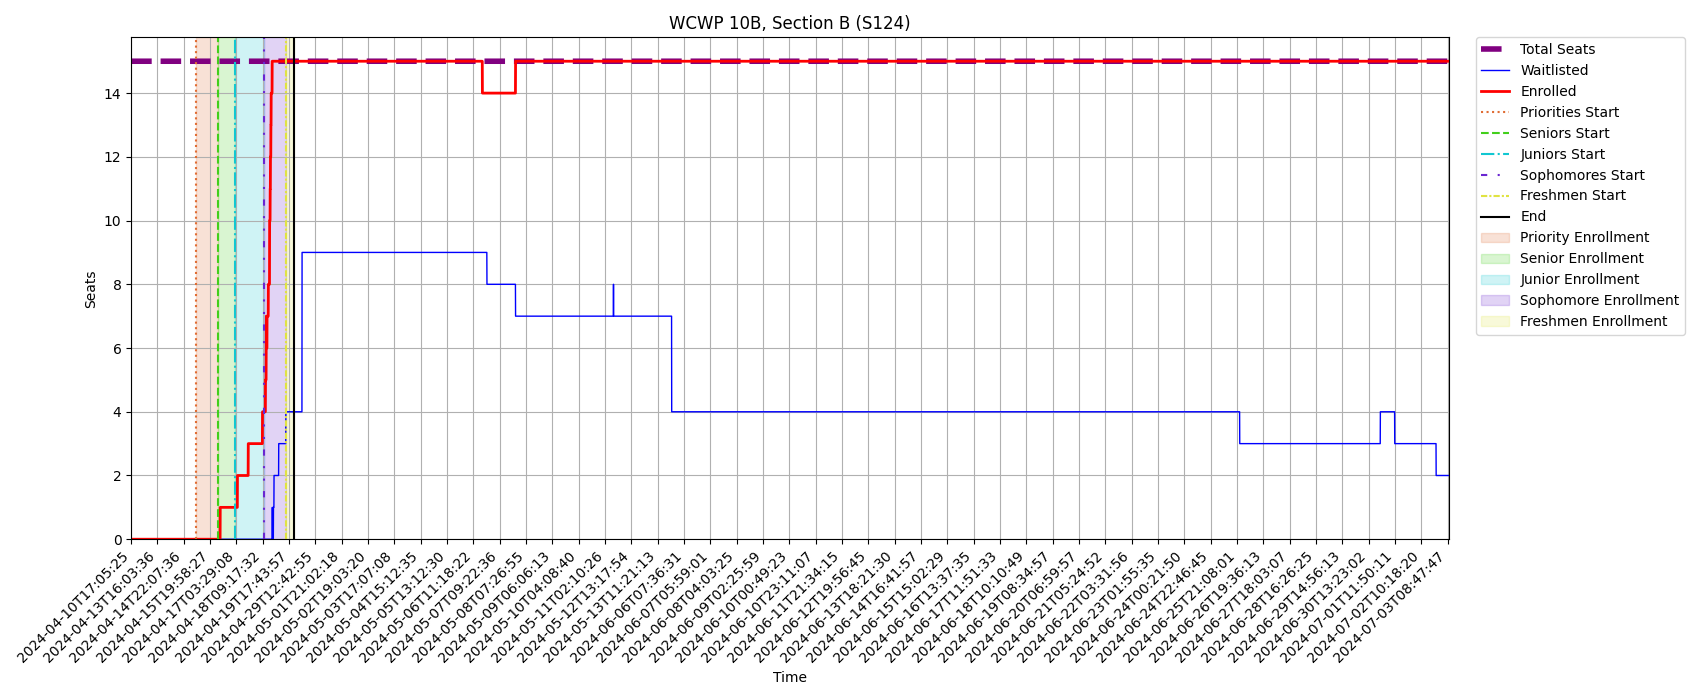 WCWP 10B, Section B (S124)
Total Seats
Waitlisted
Enrolled
Priorities Start
Seniors Start
Juniors Start
Sophomores Start
Freshmen Start
End
Priority Enrollment
Senior Enrollment
Junior Enrollment
Sophomore Enrollment
Freshmen Enrollment
Seats
14
12
10
8
6
4
2
0
2024-04-10T17:05:25
2024-04-13T16:03:36
2024-04-14T22:07:36
2024-04-15T19:58:27
2024-04-17T03:29:08
2024-04-18T09:17:32
2024-04-19T17:43:57
2024-04-29T12:42:55
2024-05-01T21:02:18
2024-05-02T19:03:20
2024-05-03T17:07:08
2024-05-04T15:12:35
2024-05-05T13:12:30
2024-05-06T11:18:22
2024-05-07T09:22:36
2024-05-08T07:26:55
2024-05-09T06:06:13
2024-05-10T04:08:40
2024-05-11T02:10:26
2024-05-12T13:17:54
2024-05-13T11:21:13
2024-06-06T07:36:31
2024-06-07T05:59:01
2024-06-08T04:03:25
2024-06-09T02:25:59
2024-06-10T00:49:23
2024-06-10T23:11:07
2024-06-11T21:34:15
2024-06-12T19:56:45
2024-06-13T18:21:30
2024-06-14T16:41:57
2024-06-15T15:02:29
2024-06-16T13:37:35
2024-06-17T11:51:33
2024-06-18T10:10:49
2024-06-19T08:34:57
2024-06-20T06:59:57
2024-06-21T05:24:52
2024-06-22T03:31:56
2024-06-23T01:55:35
2024-06-24T00:21:50
2024-06-24T22:46:45
2024-06-25T21:08:01
2024-06-26T19:36:13
2024-06-27T18:03:07
2024-06-28T16:26:25
2024-06-29T14:56:13
2024-06-30T13:23:02
2024-07-01T11:50:11
2024-07-02T10:18:20
2024-07-03T08:47:47
Time